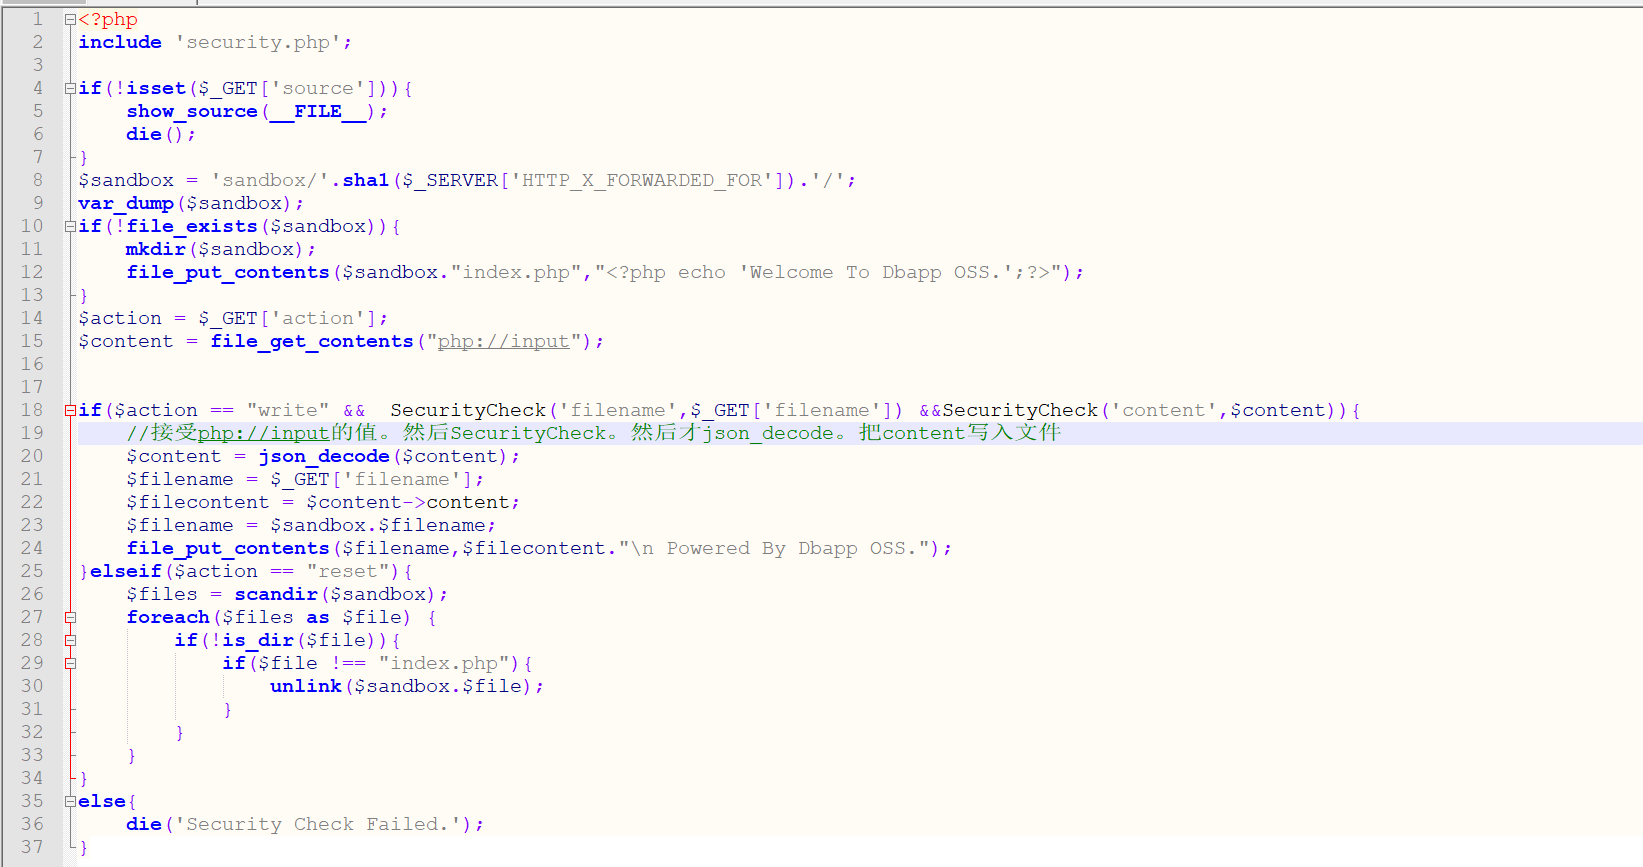 1 <?php
2 include 'security.php';
3
4 if(!isset($_GET['source'])){
5 show_source(__FILE__);
6 die();
7 }
8 $sandbox = 'sandbox/'.sha1($_SERVER['HTTP_X_FORWARDED_FOR']).'/';
9 var_dump($sandbox);
10 if(!file_exists($sandbox)){
11 mkdir($sandbox);
12 file_put_contents($sandbox."index.php","<?php echo 'Welcome To Dbapp OSS.';?>");
13 }
14 $action = $_GET['action'];
15 $content = file_get_contents("php://input");
16
17
18 if($action == "write" &&  SecurityCheck('filename',$_GET['filename']) &&SecurityCheck('content',$content)){
19 //接受php://input的值。然后SecurityCheck。然后才json_decode。把content写入文件
20 $content = json_decode($content);
21 $filename = $_GET['filename'];
22 $filecontent = $content->content;
23 $filename = $sandbox.$filename;
24 file_put_contents($filename,$filecontent."\n Powered By Dbapp OSS.");
25 }elseif($action == "reset"){
26 $files = scandir($sandbox);
27 foreach($files as $file) {
28 if(!is_dir($file)){
29 if($file !== "index.php"){
30 unlink($sandbox.$file);
31 }
32 }
33 }
34 }
35 else{
36 die('Security Check Failed.');
37 }